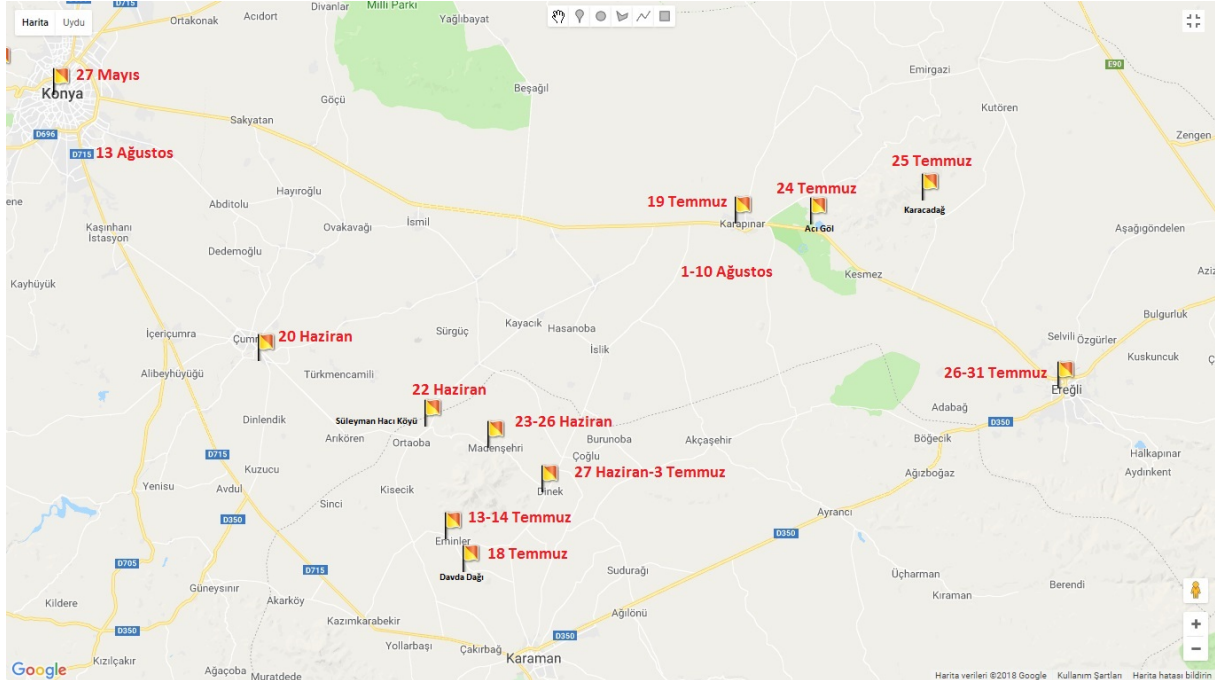 D715
Harita Uydu
Ortakonak
Acıdort
Divanlar
Milli Parkı
Yağlıbayat
Emirgazi
E90
27 Mayıs
Konya
Göçü
Beşağıl
Kutören
Sakyatan
D696
Zengen
D715
13 Ağustos
25 Temmuz
Hayıroğlu
24 Temmuz
19 Temmuz
Abditolu
Karacadağ
Kaşınhanı
İstasyon
Ovakavağı
İsmil
Karapınar
Acı Göl
Aşağıgöndelen
Dedemoğlu
1-10 Ağustos
Kesmez
Kayhüyük
Bulgurluk
Kayacık
Hasanoba
Sürgüç
İçeriçumra
20 Haziran
Selvili
Özgürler
İslik
Kuskuncuk
Alibeyhüyüğü
Türkmencamili
26-31 Temmuz
Ereğli
22 Haziran
Adabağ
Dinlendik
Süleyman Hacı Köyü
23-26 Haziran
D350
Arıkören
Ortaoba
Madenşehri
Burunoba
Akçaşehir
Böğecik
D715
Çoğlu
Halkapınar
Kuzucu
27 Haziran-3 Temmuz
Ağızboğaz
Aydınkent
Yenisu
Avdul
Kisecik
Dinek
Sinci
Ayrancı
D350
13-14 Temmuz
D350
Eminler
18 Temmuz
D705
D715
Davda Dağı
Sudurağı
Üçharman
Güneysınır
Berendi
Kıraman
Kildere
Akarköy
Ağılönü
Kazımkarabekir
D350
D350
Yollarbaşı
Çakırbağ
Karaman
Kızılçakır
Google
Ağaçoba
Muratdede
Harita verileri ©2018 Google Kullanım Şartları Harita hatası bildirin